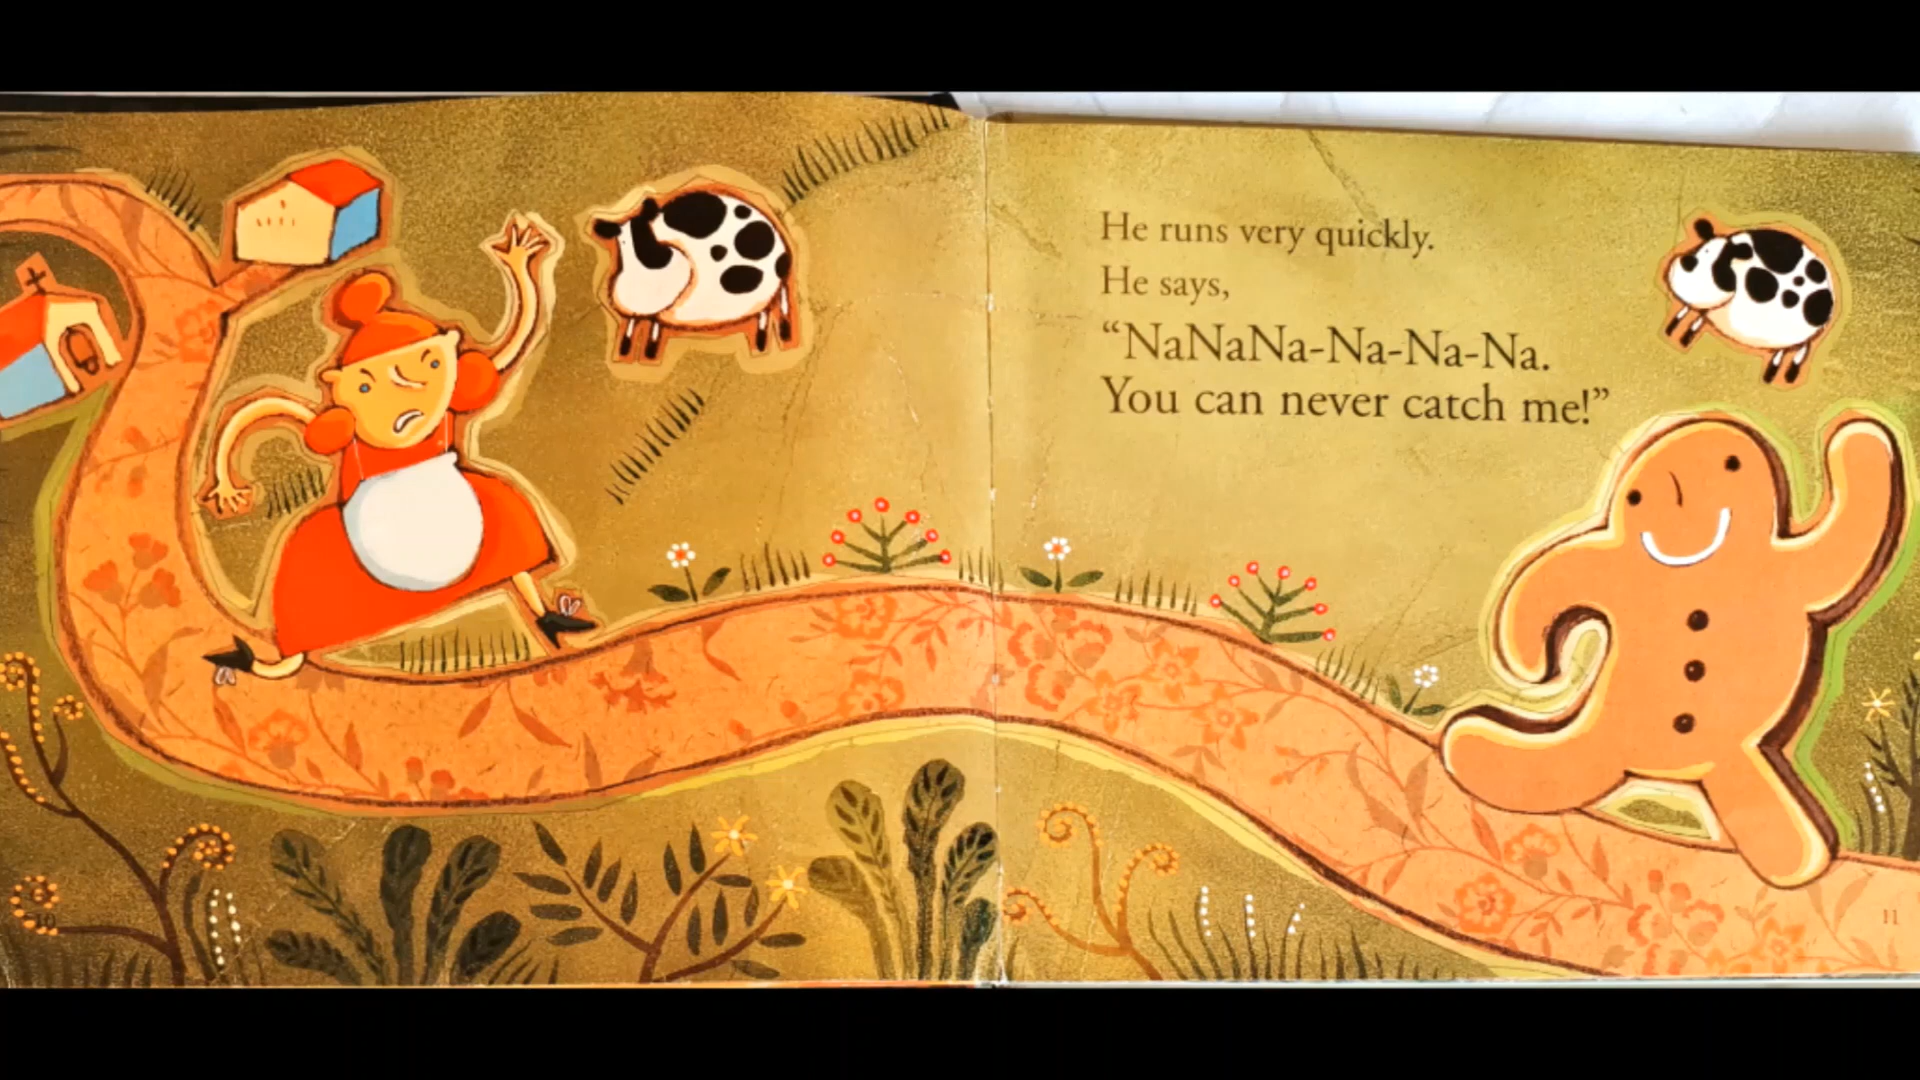 He runs very quickly.
He says,
“NaNaNa-Na-Na-Na.
You can never catch me!”
10
11